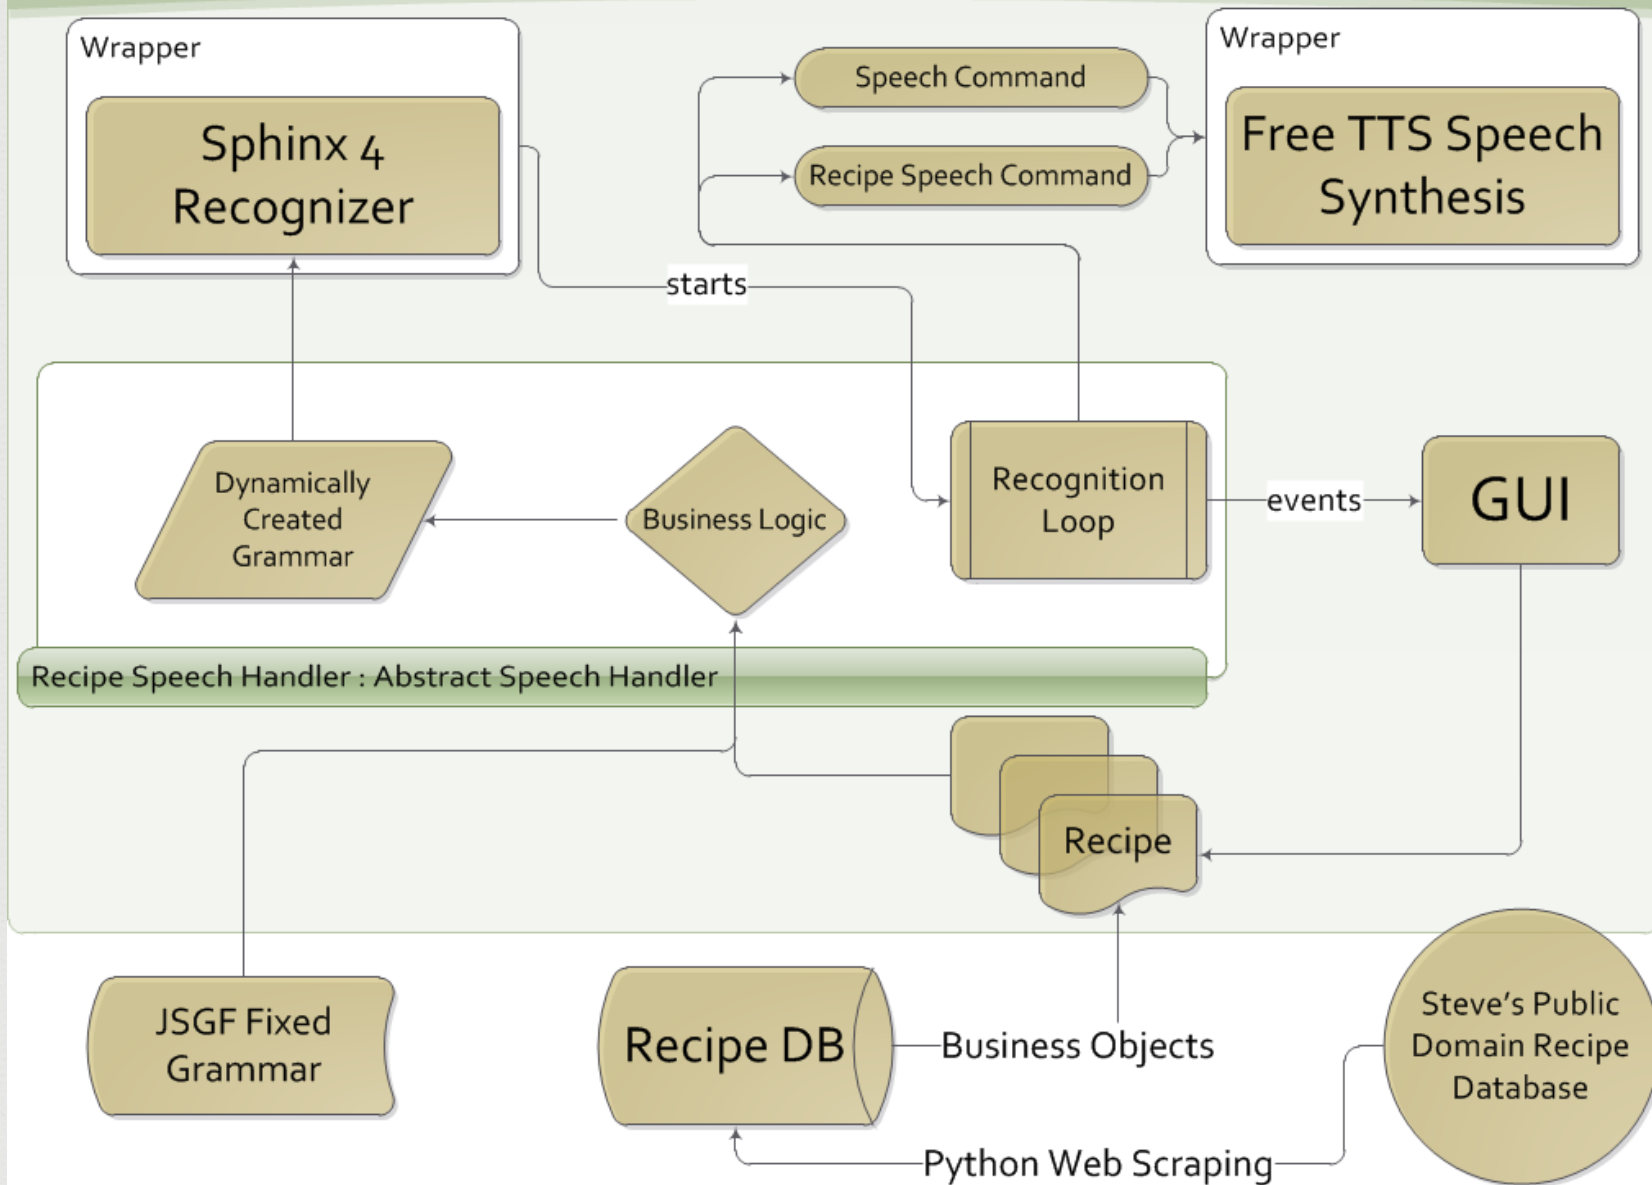 Wrapper
Sphinx 4
Recognizer
Speech Command
Recipe Speech Command
Wrapper
Free TTS Speech
Synthesis
starts
Dynamically
Created
Grammar
Business Logic
Recognition
Loop
events
GUI
Recipe Speech Handler : Abstract Speech Handler
Recipe
JSGF Fixed
Grammar
Recipe DB
Business Objects
Steve's Public
Domain Recipe
Database
Python Web Scraping